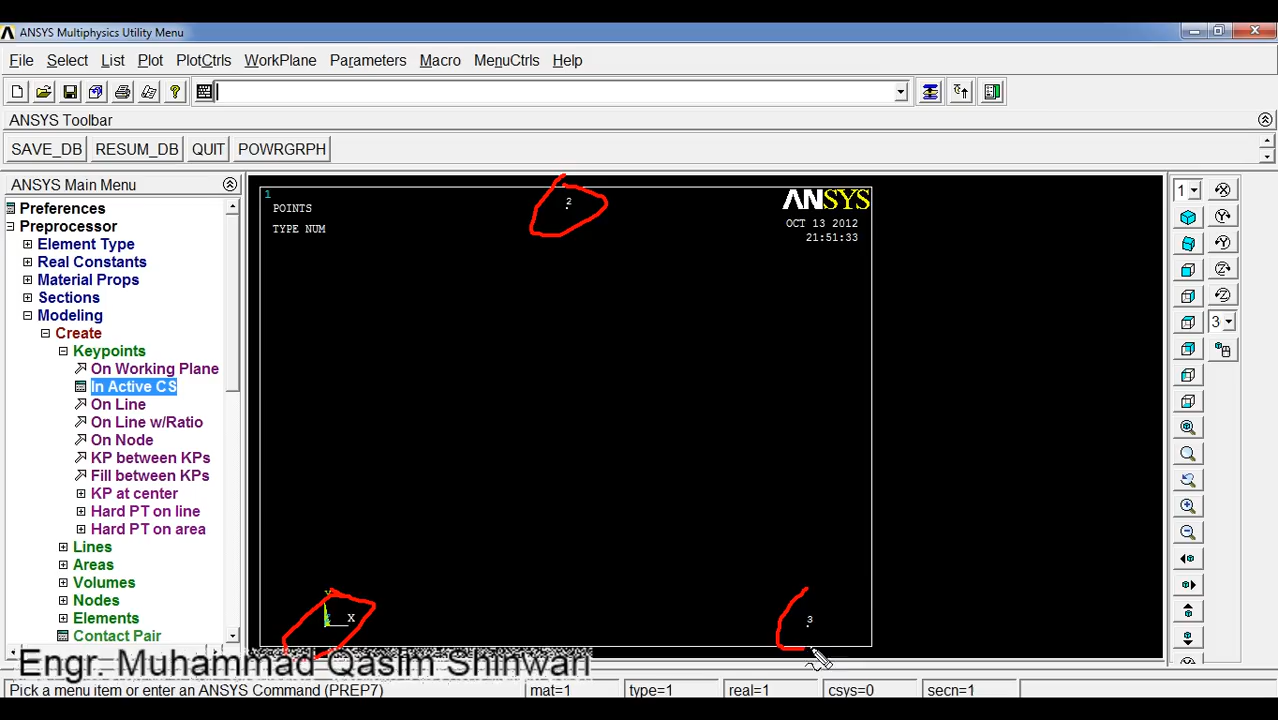 ANSYS Multiphysics Utility Menu
File Select List Plot PlotCtrls WorkPlane Parameters Macro MenuCtrls Help
ANSYS Toolbar
SAVE_DB RESUM_DB QUIT POWRGRPH
ANSYS Main Menu
Preferences
Preprocessor
Element Type
Real Constants
Material Props
Sections
Modeling
Create
Keypoints
On Working Plane
In Active CS
On Line
On Line w/Ratio
On Node
KP between KPs
Fill between KPs
KP at center
Hard PT on line
Hard PT on area
Lines
Areas
Volumes
Nodes
Elements
Contact Pair
1
POINTS
TYPE NUM
2
ANSYS
OCT 13 2012
21:51:33
Y
X
3
1
3
Engr. Muhammad Qasim Shinwari
Pick a menu item or enter an ANSYS Command (PREP7) mat=1 type=1 real=1 csys=0 secn=1